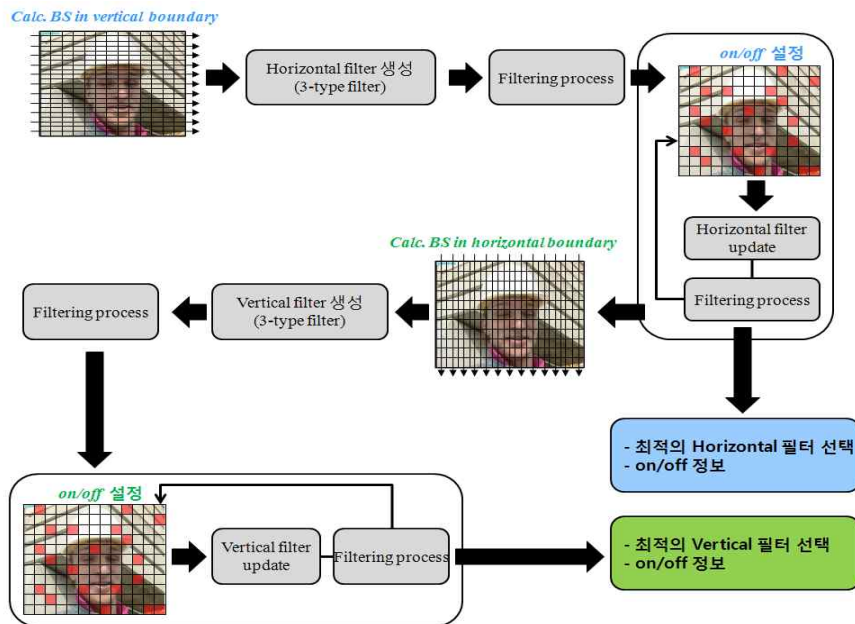 Calc. BS in vertical boundary
Horizontal filter 생성
(3-type filter)
Filtering process
on/off 설정
Horizontal filter
update
Filtering process
Calc. BS in horizontal boundary
Vertical filter 생성
(3-type filter)
Filtering process
- 최적의 Horizontal 필터 선택
- on/off 정보
on/off 설정
Vertical filter
update
Filtering process
- 최적의 Vertical 필터 선택
- on/off 정보